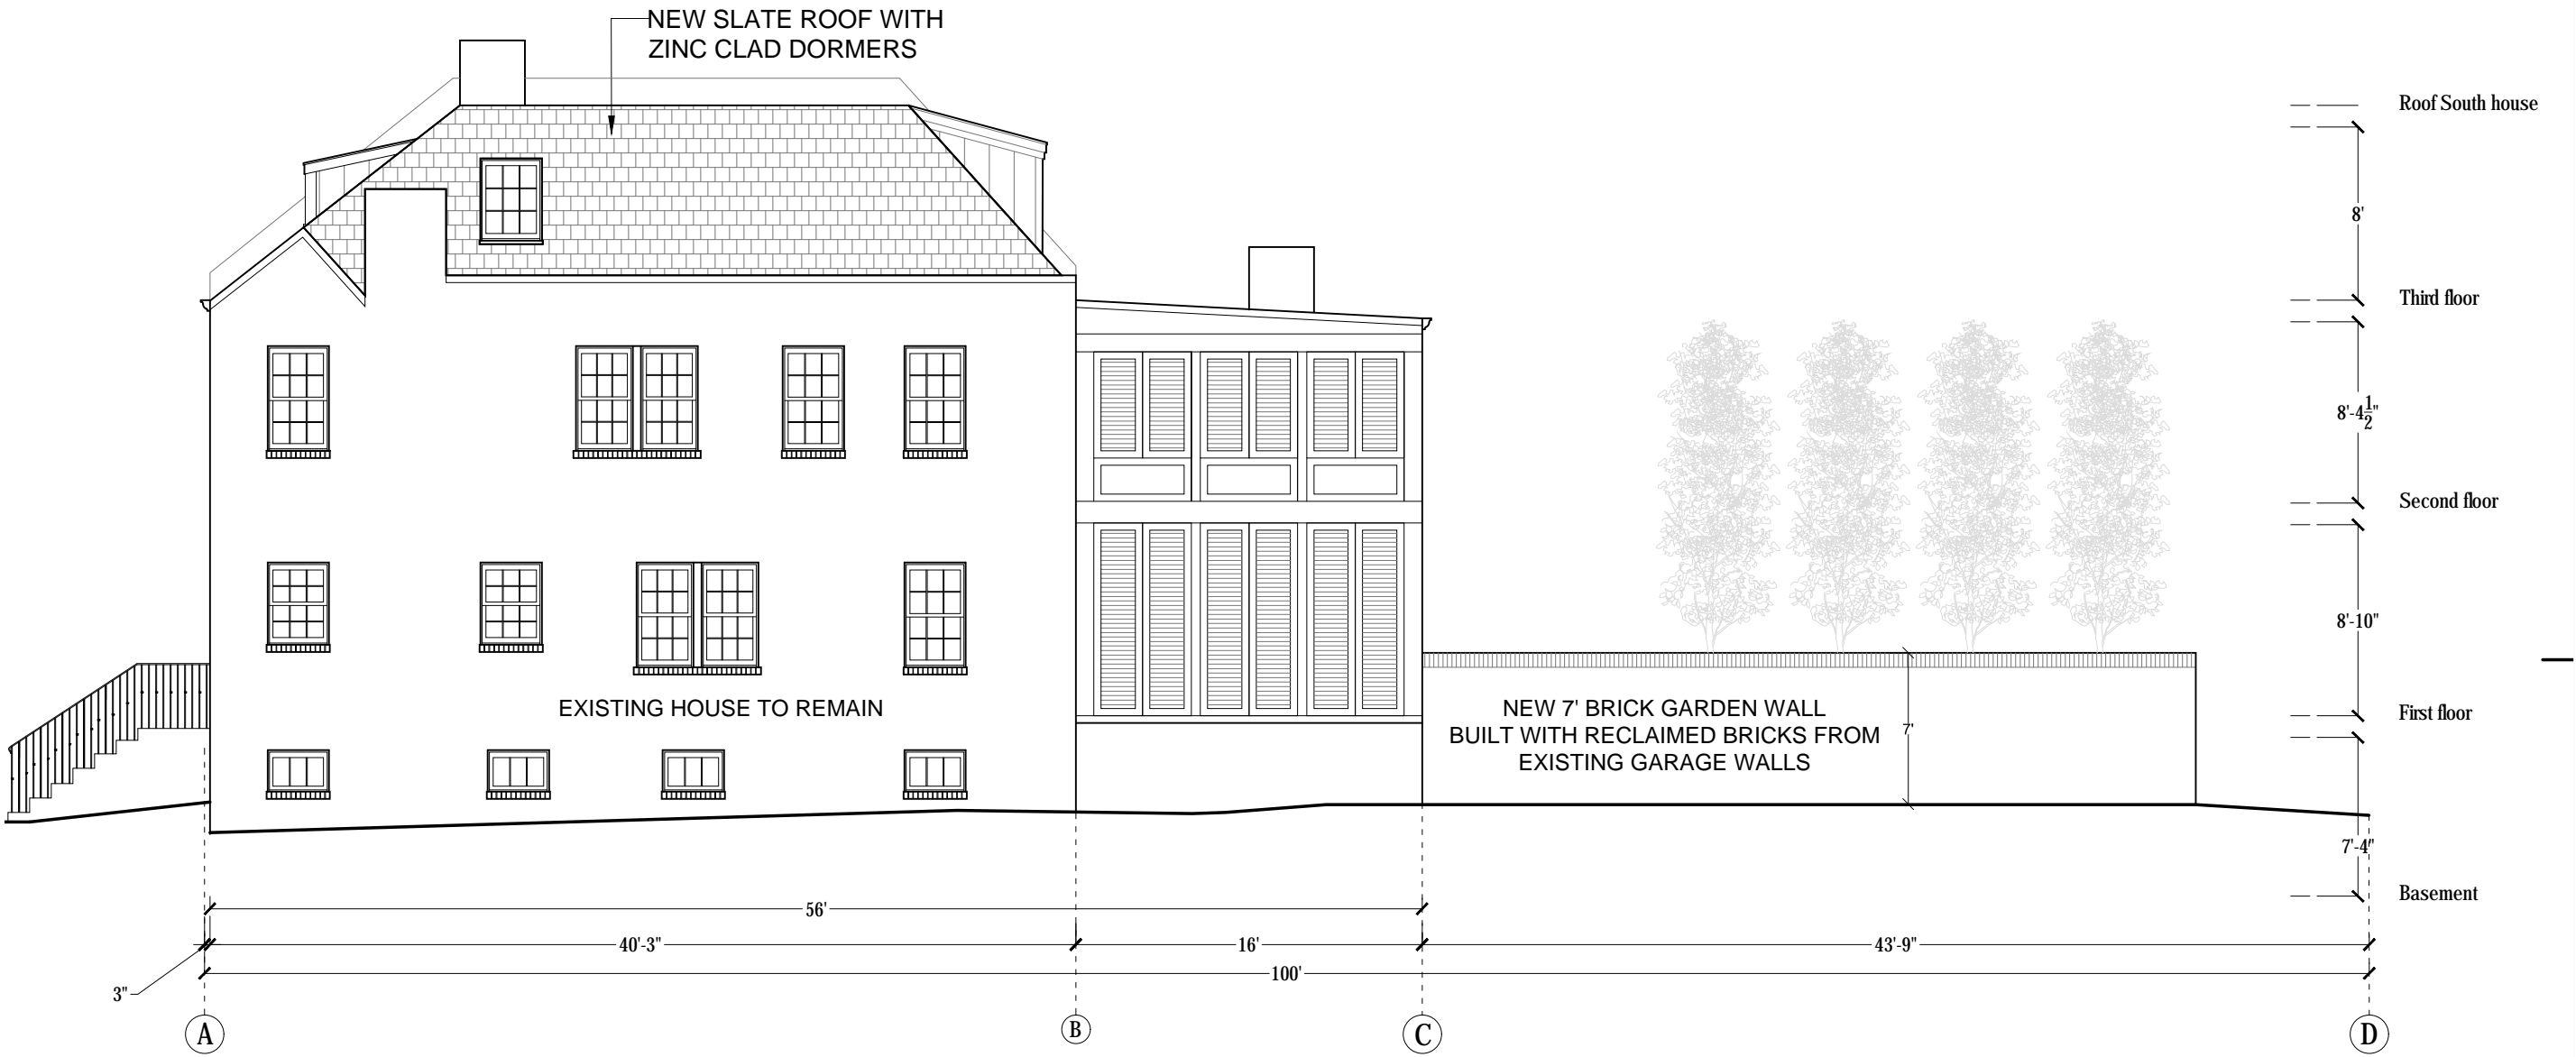 NEW SLATE ROOF WITH
ZINC CLAD DORMERS
Roof South house
8'
Third floor
8'-4 1/2"
Second floor
8'-10"
EXISTING HOUSE TO REMAIN
NEW 7' BRICK GARDEN WALL
BUILT WITH RECLAIMED BRICKS FROM
EXISTING GARAGE WALLS
7'
First floor
7'-4"
Basement
56'
40'-3"
16'
43'-9"
100'
3"
A
B
C
D